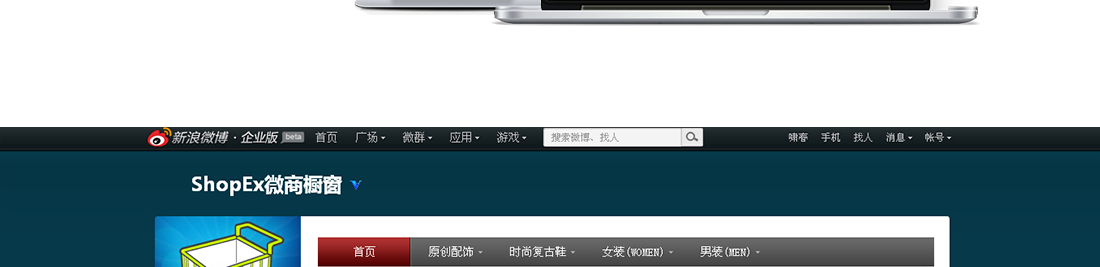 新浪微博·企业版 beta 首页 广场 微群 应用 游戏 搜索微博、找人 啸春 手机 找人 消息 帐号
ShopEx微商橱窗
首页 原创配饰 时尚复古鞋 女装(WOMEN) 男装(MEN)